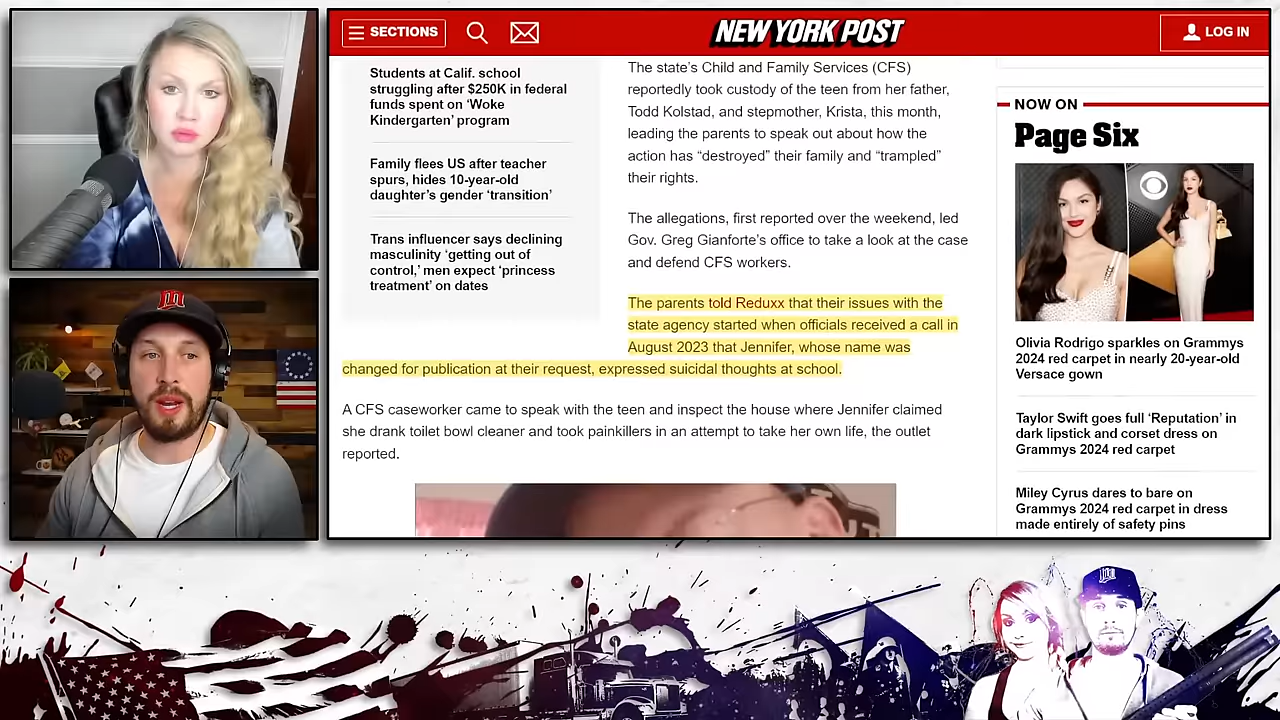 SECTIONS
NEW YORK POST
LOG IN
Students at Calif. school
struggling after $250K in federal
funds spent on ‘Woke
Kindergarten’ program
Family flees US after teacher
spurs, hides 10-year-old
daughter’s gender ‘transition’
Trans influencer says declining
masculinity ‘getting out of
control,’ men expect ‘princess
treatment’ on dates
The state’s Child and Family Services (CFS)
reportedly took custody of the teen from her father,
Todd Kolstad, and stepmother, Krista, this month,
leading the parents to speak out about how the
action has “destroyed” their family and “trampled”
their rights.
The allegations, first reported over the weekend, led
Gov. Greg Gianforte’s office to take a look at the case
and defend CFS workers.
The parents told Reduxx that their issues with the
state agency started when officials received a call in
August 2023 that Jennifer, whose name was
changed for publication at their request, expressed suicidal thoughts at school.
A CFS caseworker came to speak with the teen and inspect the house where Jennifer claimed
she drank toilet bowl cleaner and took painkillers in an attempt to take her own life, the outlet
reported.
NOW ON
Page Six
Olivia Rodrigo sparkles on Grammys
2024 red carpet in nearly 20-year-old
Versace gown
Taylor Swift goes full ‘Reputation’ in
dark lipstick and corset dress on
Grammys 2024 red carpet
Miley Cyrus dares to bare on
Grammys 2024 red carpet in dress
made entirely of safety pins